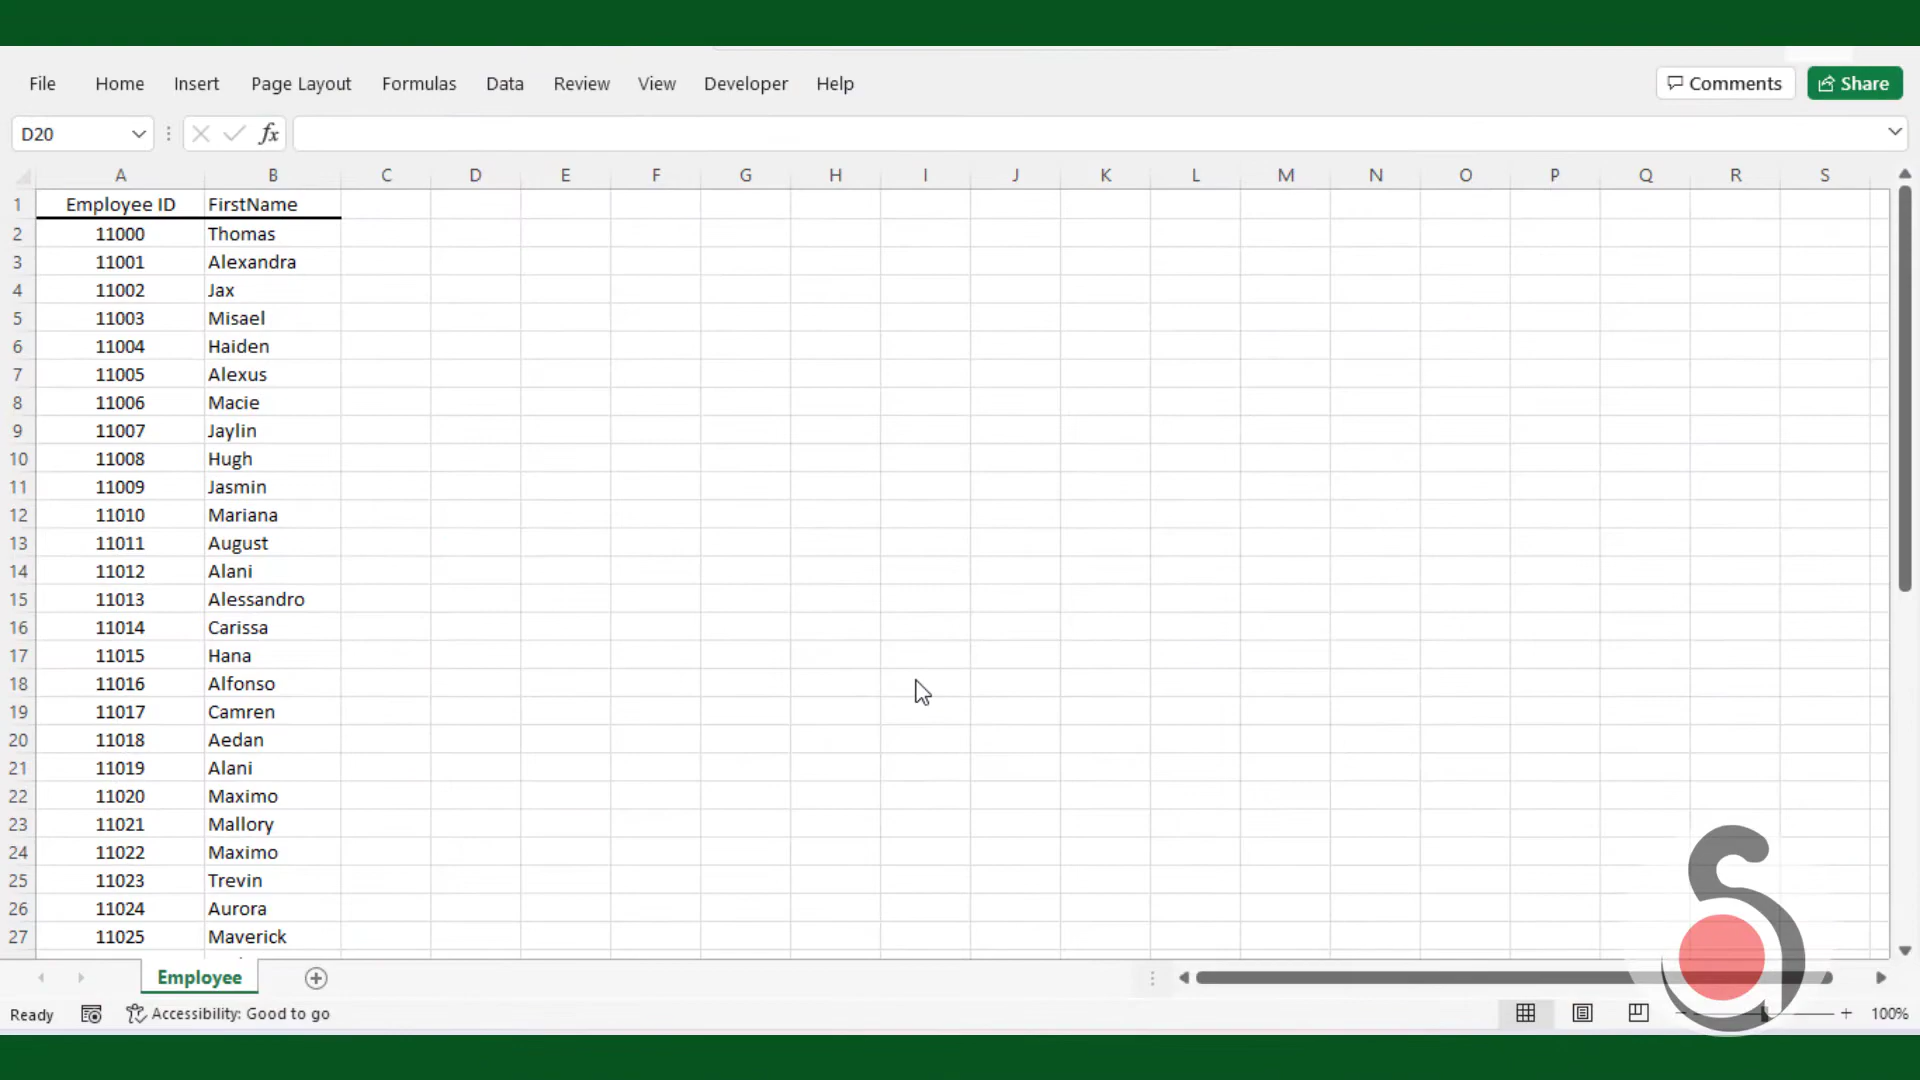 File Home Insert Page Layout Formulas Data Review View Developer Help Comments Share
D20 fx
A B C D E F G H I J K L M N O P Q R S
1 Employee ID FirstName
2 11000 Thomas
3 11001 Alexandra
4 11002 Jax
5 11003 Misael
6 11004 Haiden
7 11005 Alexus
8 11006 Macie
9 11007 Jaylin
10 11008 Hugh
11 11009 Jasmin
12 11010 Mariana
13 11011 August
14 11012 Alani
15 11013 Alessandro
16 11014 Carissa
17 11015 Hana
18 11016 Alfonso
19 11017 Camren
20 11018 Aedan
21 11019 Alani
22 11020 Maximo
23 11021 Mallory
24 11022 Maximo
25 11023 Trevin
26 11024 Aurora
27 11025 Maverick
Employee
Ready Accessibility: Good to go 100%